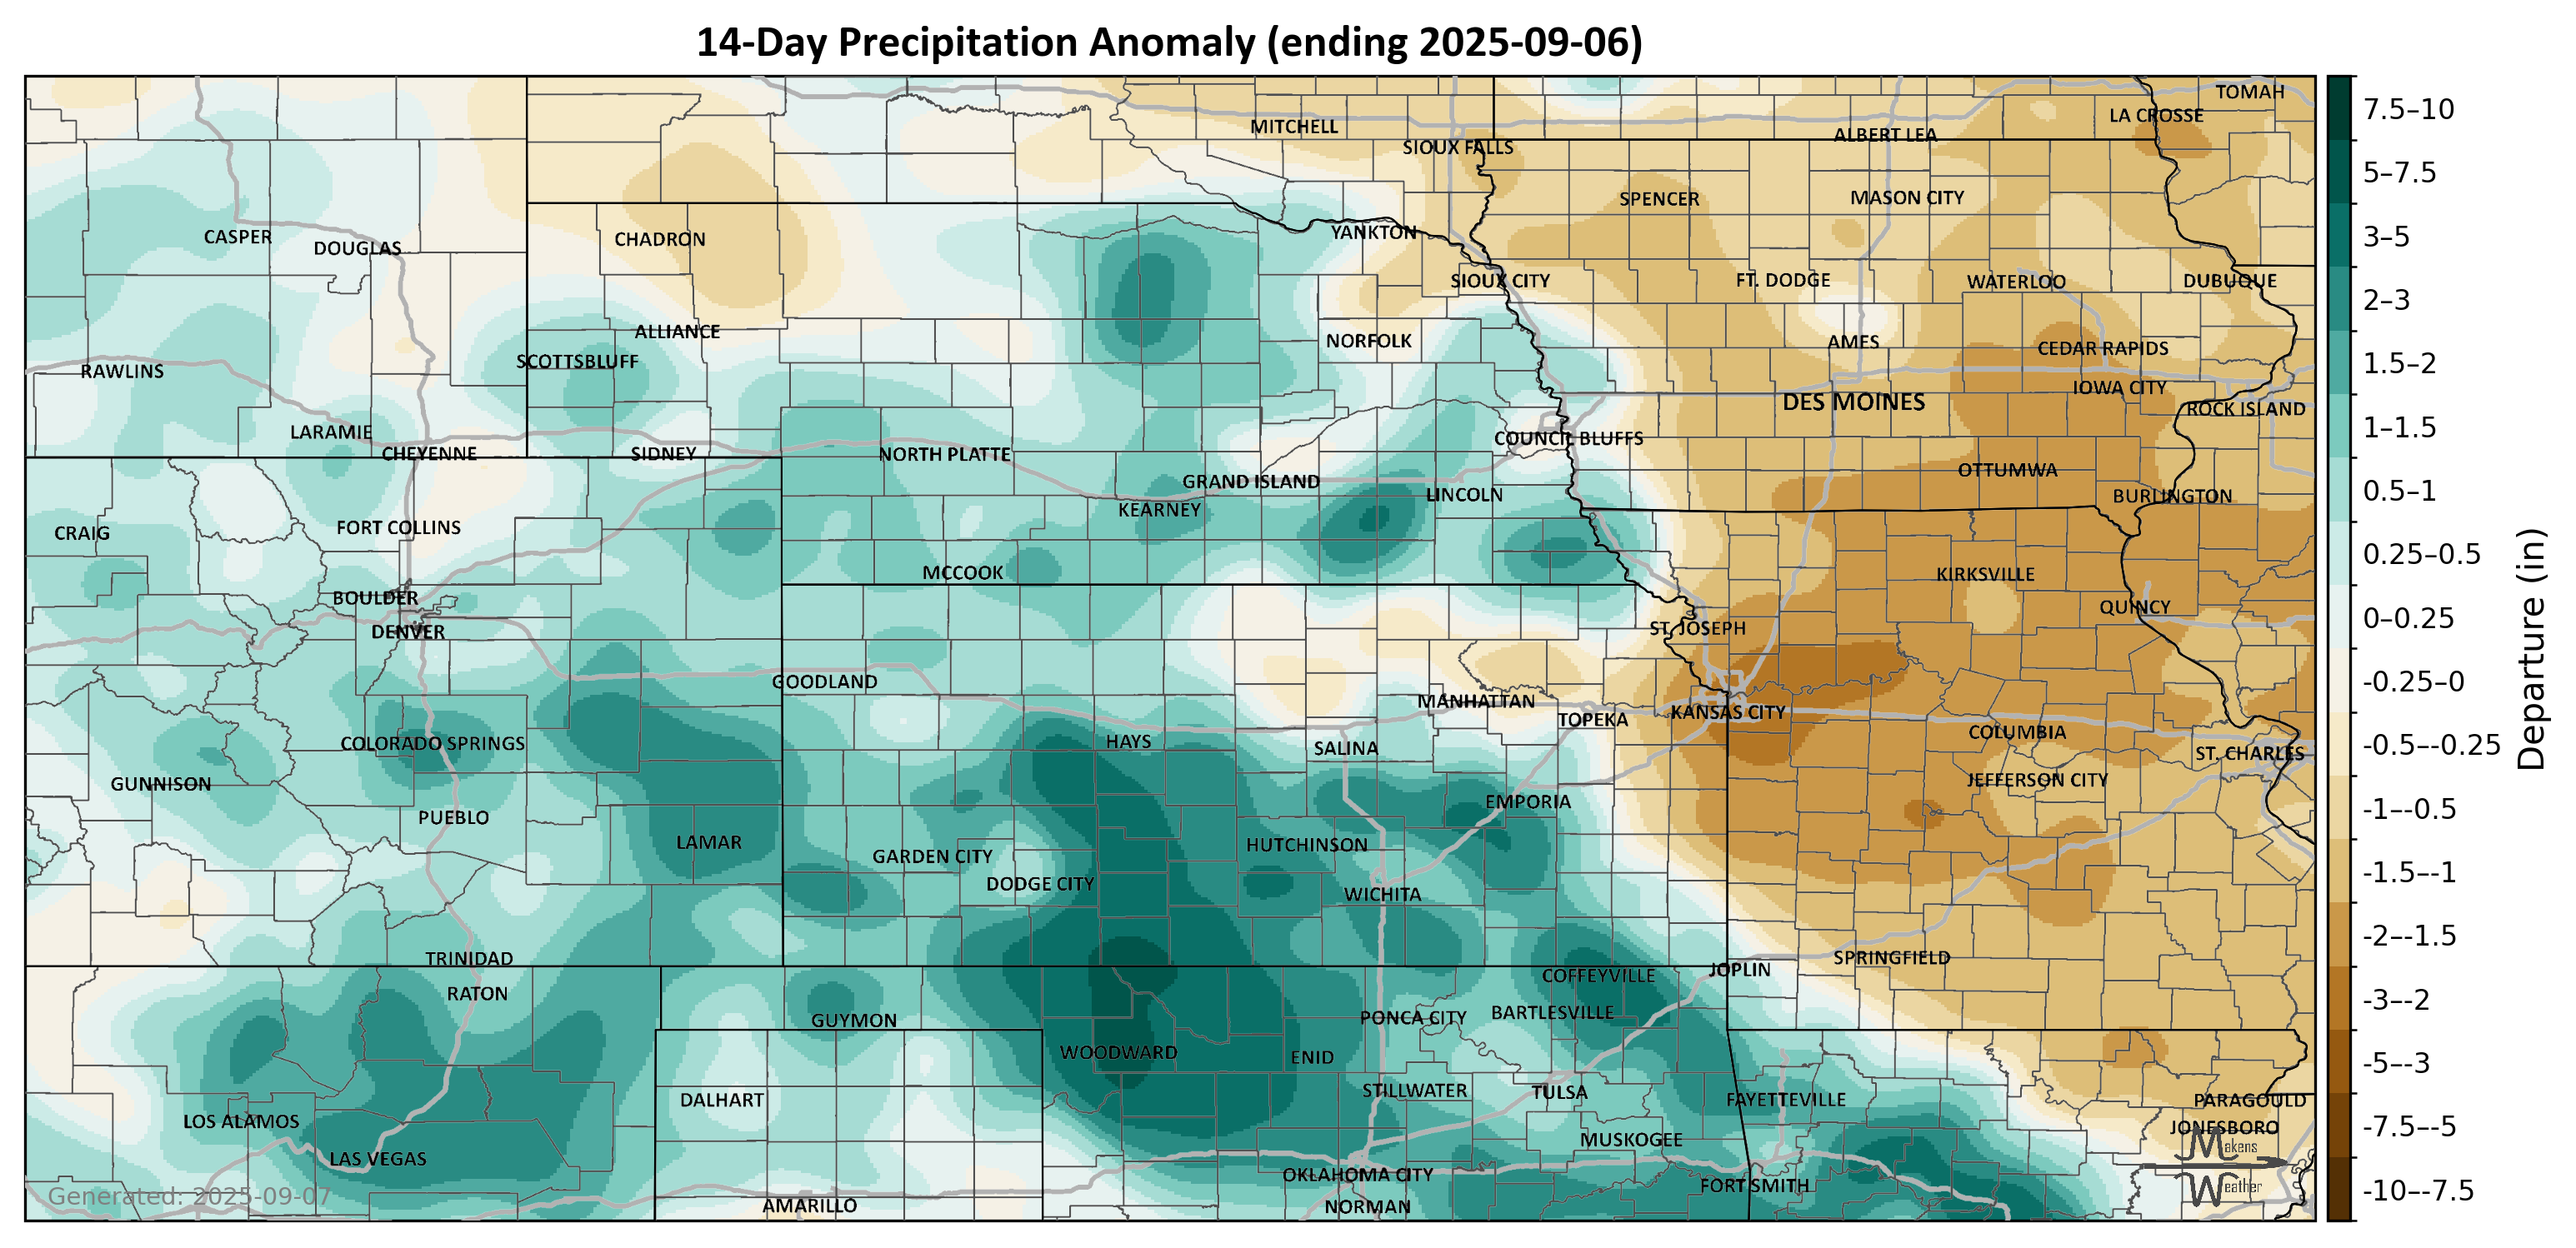 14-Day Precipitation Anomaly (ending 2025-09-06)
TOMAH
LA CROSSE
MITCHELL
ALBERT LEA
SIOUX FALLS
SPENCER
MASON CITY
CASPER
DOUGLAS
CHADRON
YANKTON
SIOUX CITY
FT. DODGE
WATERLOO
DUBUQUE
ALLIANCE
NORFOLK
AMES
CEDAR RAPIDS
SCOTTSBLUFF
RAWLINS
IOWA CITY
DES MOINES
ROCK ISLAND
LARAMIE
CHEYENNE
SIDNEY
NORTH PLATTE
COUNCIL BLUFFS
OTTUMWA
GRAND ISLAND
LINCOLN
BURLINGTON
KEARNEY
CRAIG
FORT COLLINS
MCCOOK
KIRKSVILLE
BOULDER
QUINCY
DENVER
ST. JOSEPH
GOODLAND
MANHATTAN
TOPEKA
KANSAS CITY
COLUMBIA
COLORADO SPRINGS
HAYS
SALINA
ST. CHARLES
GUNNISON
JEFFERSON CITY
EMPORIA
PUEBLO
LAMAR
HUTCHINSON
GARDEN CITY
DODGE CITY
WICHITA
TRINIDAD
SPRINGFIELD
JOPLIN
COFFEYVILLE
RATON
GUYMON
PONCA CITY
BARTLESVILLE
WOODWARD
ENID
STILLWATER
TULSA
DALHART
FAYETTEVILLE
PARAGOULD
LOS ALAMOS
JONESBORO
MUSKOGEE
LAS VEGAS
OKLAHOMA CITY
FORT SMITH
AMARILLO
NORMAN
Generated: 2025-09-07
Makens
Weather
7.5–10
5–7.5
3–5
2–3
1.5–2
1–1.5
0.5–1
0.25–0.5
0–0.25
-0.25–0
-0.5–-0.25
-1–-0.5
-1.5–-1
-2–-1.5
-3–-2
-5–-3
-7.5–-5
-10–-7.5
Departure (in)